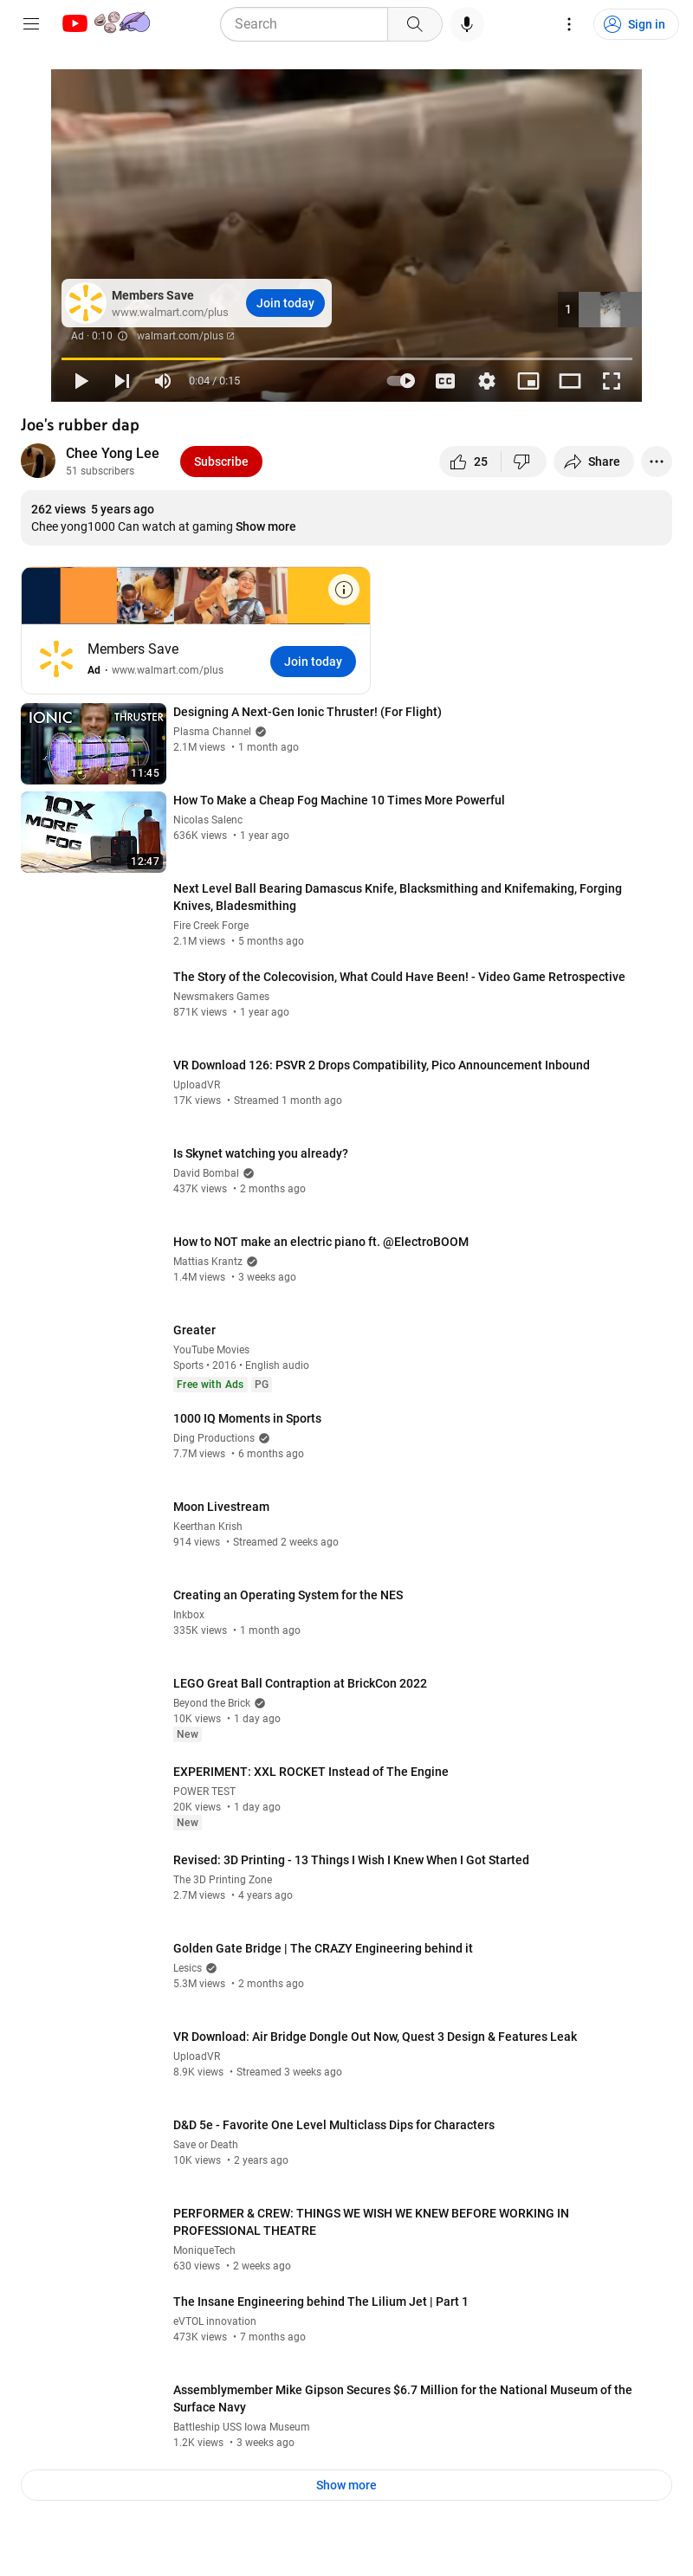 Search
Sign in
Members Save
www.walmart.com/plus
Join today
1
Ad · 0:10 walmart.com/plus
0:04 / 0:15
CC
Joe's rubber dap
Chee Yong Lee
51 subscribers
Subscribe
25
Share
262 views 5 years ago
Chee yong1000 Can watch at gaming Show more
Members Save
Ad • www.walmart.com/plus
Join today
IONIC THRUSTER
11:45
Designing A Next-Gen Ionic Thruster! (For Flight)
Plasma Channel
2.1M views • 1 month ago
10X
MORE
FOG
12:47
How To Make a Cheap Fog Machine 10 Times More Powerful
Nicolas Salenc
636K views • 1 year ago
Next Level Ball Bearing Damascus Knife, Blacksmithing and Knifemaking, Forging
Knives, Bladesmithing
Fire Creek Forge
2.1M views • 5 months ago
The Story of the Colecovision, What Could Have Been! - Video Game Retrospective
Newsmakers Games
871K views • 1 year ago
VR Download 126: PSVR 2 Drops Compatibility, Pico Announcement Inbound
UploadVR
17K views • Streamed 1 month ago
Is Skynet watching you already?
David Bombal
437K views • 2 months ago
How to NOT make an electric piano ft. @ElectroBOOM
Mattias Krantz
1.4M views • 3 weeks ago
Greater
YouTube Movies
Sports • 2016 • English audio
Free with Ads PG
1000 IQ Moments in Sports
Ding Productions
7.7M views • 6 months ago
Moon Livestream
Keerthan Krish
914 views • Streamed 2 weeks ago
Creating an Operating System for the NES
Inkbox
335K views • 1 month ago
LEGO Great Ball Contraption at BrickCon 2022
Beyond the Brick
10K views • 1 day ago
New
EXPERIMENT: XXL ROCKET Instead of The Engine
POWER TEST
20K views • 1 day ago
New
Revised: 3D Printing - 13 Things I Wish I Knew When I Got Started
The 3D Printing Zone
2.7M views • 4 years ago
Golden Gate Bridge | The CRAZY Engineering behind it
Lesics
5.3M views • 2 months ago
VR Download: Air Bridge Dongle Out Now, Quest 3 Design & Features Leak
UploadVR
8.9K views • Streamed 3 weeks ago
D&D 5e - Favorite One Level Multiclass Dips for Characters
Save or Death
10K views • 2 years ago
PERFORMER & CREW: THINGS WE WISH WE KNEW BEFORE WORKING IN
PROFESSIONAL THEATRE
MoniqueTech
630 views • 2 weeks ago
The Insane Engineering behind The Lilium Jet | Part 1
eVTOL innovation
473K views • 7 months ago
Assemblymember Mike Gipson Secures $6.7 Million for the National Museum of the
Surface Navy
Battleship USS Iowa Museum
1.2K views • 3 weeks ago
Show more